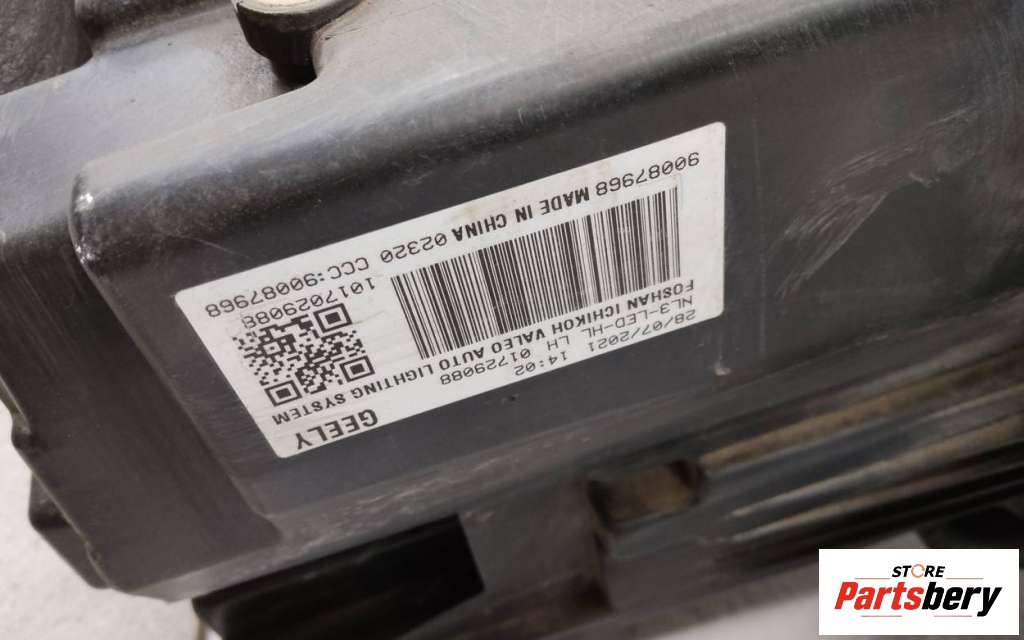 GEELY
28/07/2021 14:02
NL3-LED-HL LH 01729088
FOSHAN ICHIKOH VALEO AUTO LIGHTING SYSTEM
1017029088
90087968 MADE IN CHINA 02320 CCC:90087968
STORE
Partsbery